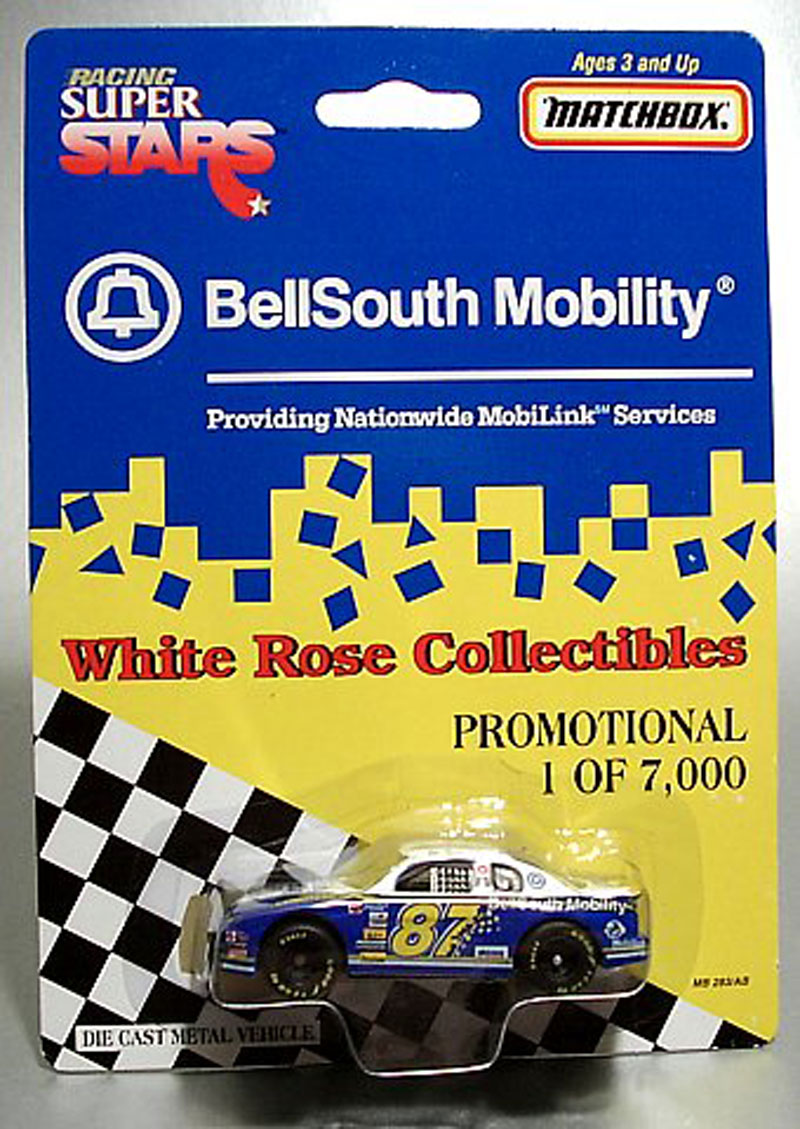 RACING
SUPER
STARS™
Ages 3 and Up
MATCHBOX.
BellSouth Mobility®
Providing Nationwide MobiLink℠ Services
White Rose Collectibles
PROMOTIONAL
1 OF 7,000
87
BellSouth Mobility
DIE CAST METAL VEHICLE